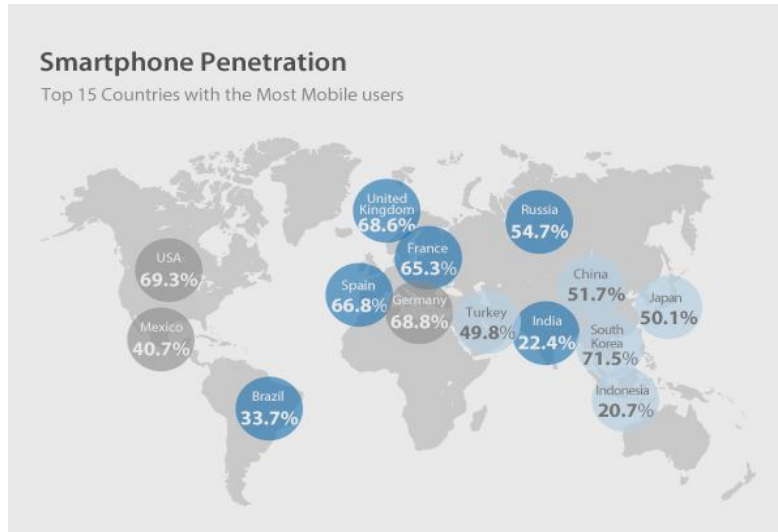 Smartphone Penetration
Top 15 Countries with the Most Mobile users
United
Kingdom
68.6%
Russia
54.7%
USA
69.3%
France
65.3%
China
51.7%
Spain
66.8%
Germany
68.8%
Turkey
49.8%
India
22.4%
Japan
50.1%
Mexico
40.7%
South
Korea
71.5%
Brazil
33.7%
Indonesia
20.7%